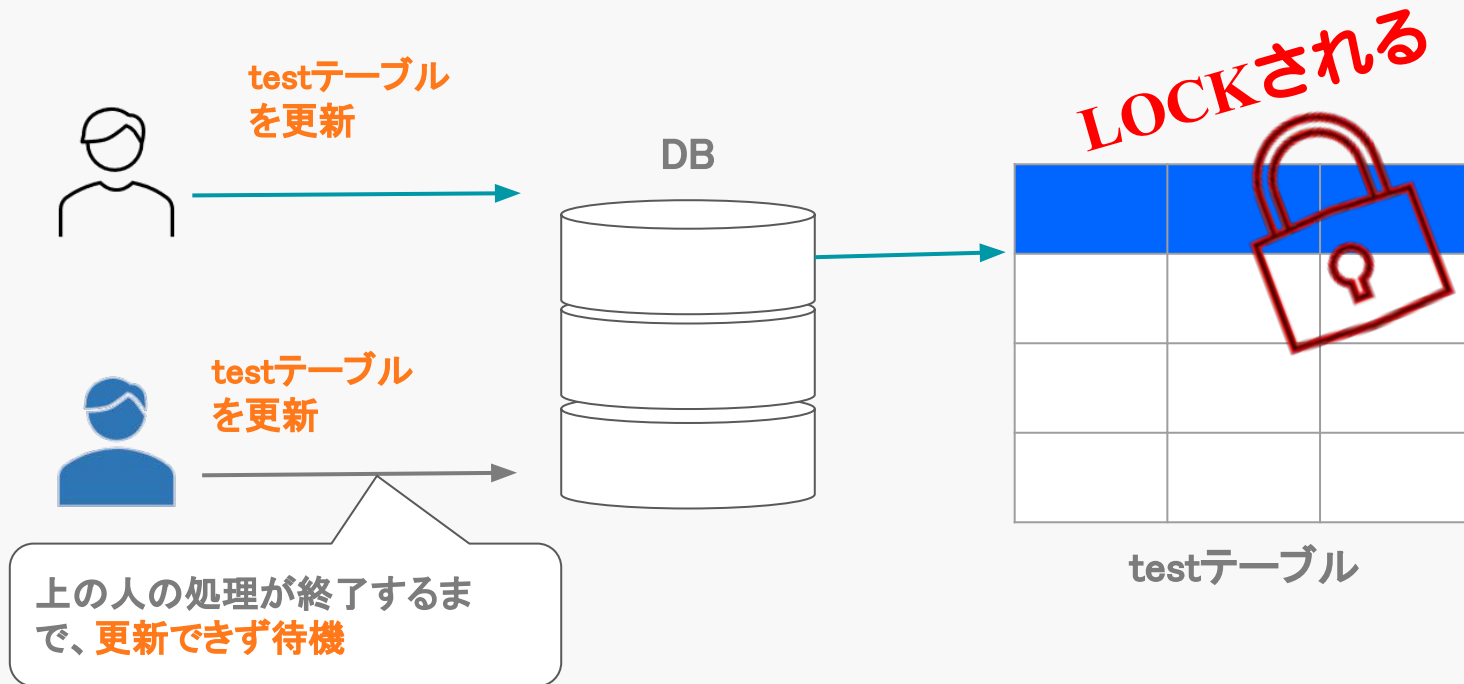 testテーブル
を更新
LOCKされる
DB
testテーブル
を更新
上の人の処理が終了するま
で、更新できず待機
testテーブル